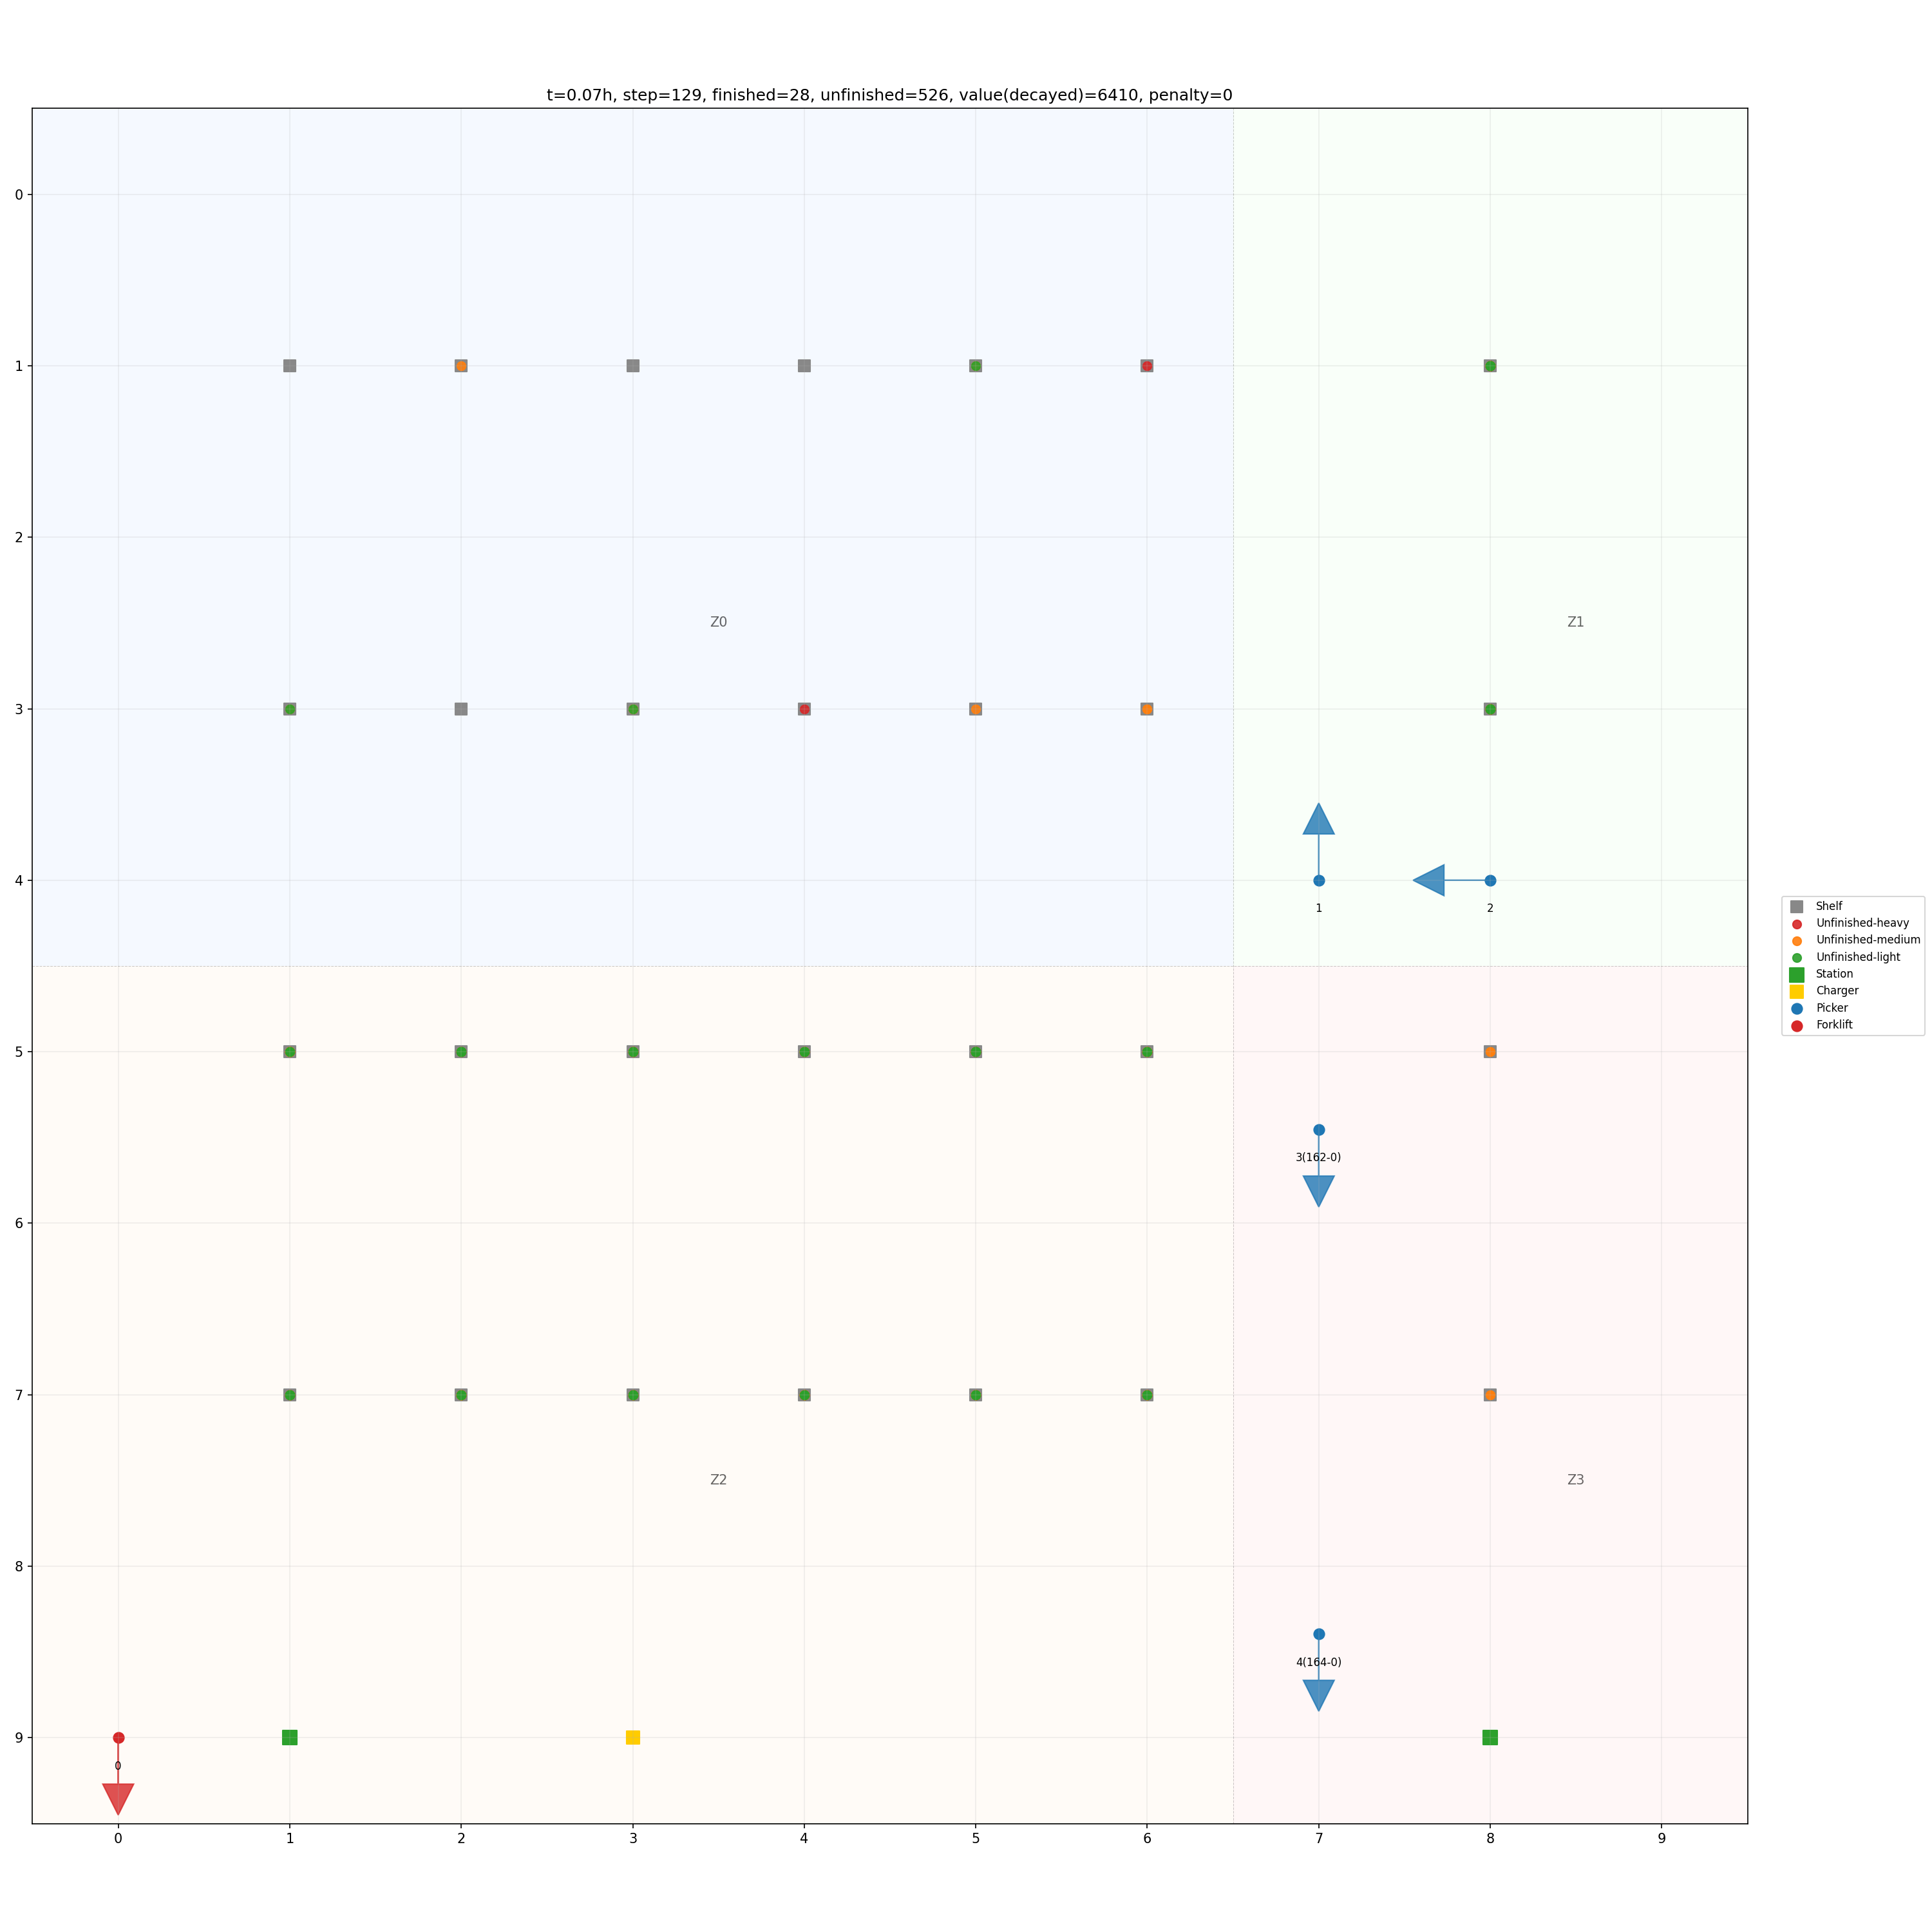 t=0.07h, step=129, finished=28, unfinished=526, value(decayed)=6410, penalty=0
0
1
2
Z0
Z1
3
4
1
2
Shelf
Unfinished-heavy
Unfinished-medium
Unfinished-light
Station
Charger
Picker
Forklift
5
3(162-0)
6
7
Z2
Z3
8
4(164-0)
9
0
0 1 2 3 4 5 6 7 8 9